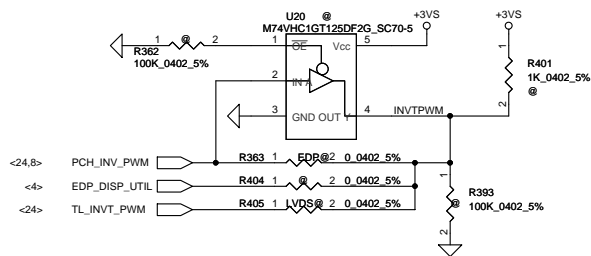 U20 @
M74VHC1GT125DF2G_SC70-5
+3VS
+3VS
1 2
@
R362
100K_0402_5%
1 OE
Vcc 5
2 IN A
3 GND OUT Y 4
INVTPWM
1
R401
1K_0402_5%
@
2
<24,8> PCH_INV_PWM R363 1 EDP@ 2 0_0402_5%
<4> EDP_DISP_UTIL R404 1 @ 2 0_0402_5%
<24> TL_INVT_PWM R405 1 LVDS@ 2 0_0402_5%
1
R393
@
100K_0402_5%
2